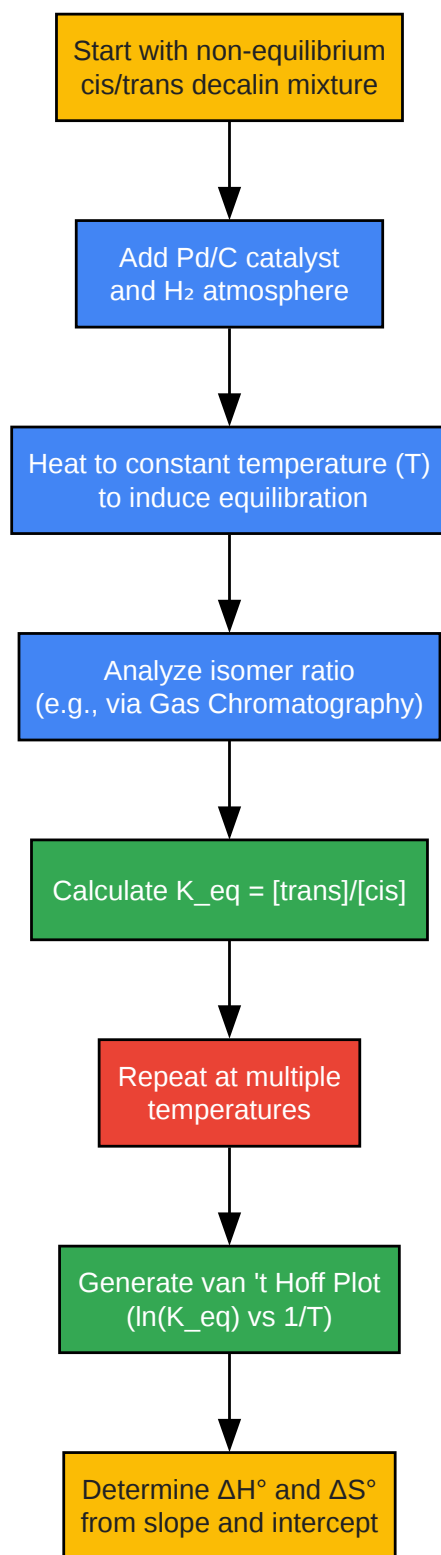 Start with non-equilibrium
cis/trans decalin mixture
Add Pd/C catalyst
and H₂ atmosphere
Heat to constant temperature (T)
to induce equilibration
Analyze isomer ratio
(e.g., via Gas Chromatography)
Calculate K_eq = [trans]/[cis]
Repeat at multiple
temperatures
Generate van 't Hoff Plot
(ln(K_eq) vs 1/T)
Determine ΔH° and ΔS°
from slope and intercept